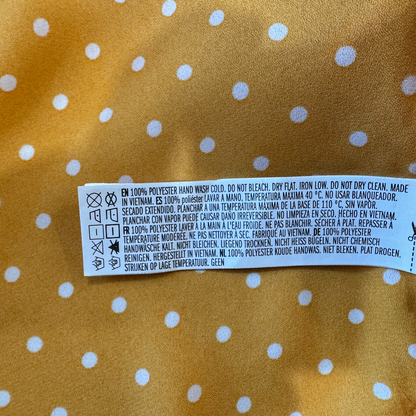 EN 100% POLYESTER HAND WASH COLD. DO NOT BLEACH. DRY FLAT. IRON LOW. DO NOT DRY CLEAN. MADE
IN VIETNAM. ES 100% poliéster LAVAR A MANO, TEMPERATURA MÁXIMA 40 °C. NO USAR BLANQUEADOR.
SECADO EXTENDIDO. PLANCHAR A UNA TEMPERATURA MÁXIMA DE LA BASE DE 110 °C, SIN VAPOR.
PLANCHAR CON VAPOR PUEDE CAUSAR DAÑO IRREVERSIBLE. NO LIMPIEZA EN SECO. HECHO EN VIETNAM.
FR 100% POLYESTER LAVER À LA MAIN À L'EAU FROIDE. NE PAS BLANCHIR. SÉCHER À PLAT. REPASSER À
TEMPÉRATURE MODÉRÉE, NE PAS NETTOYER À SEC. FABRIQUÉ AU VIETNAM. DE 100% POLYESTER
HANDWÄSCHE KALT. NICHT BLEICHEN. LIEGEND TROCKNEN. NICHT HEISS BÜGELN. NICHT CHEMISCH
REINIGEN. HERGESTELLT IN VIETNAM. NL 100% POLYESTER KOUDE HANDWAS. NIET BLEKEN. PLAT DROGEN.
STRIJKEN OP LAGE TEMPERATUUR. GEEN